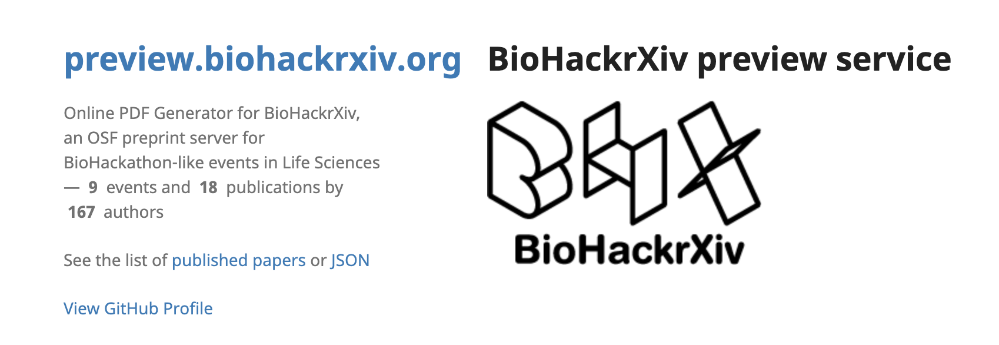 preview.biohackrxiv.org
Online PDF Generator for BioHackrXiv,
an OSF preprint server for
BioHackathon-like events in Life Sciences
— 9 events and 18 publications by
167 authors
See the list of published papers or JSON
View GitHub Profile
BioHackrXiv preview service
BHX
BioHackrXiv